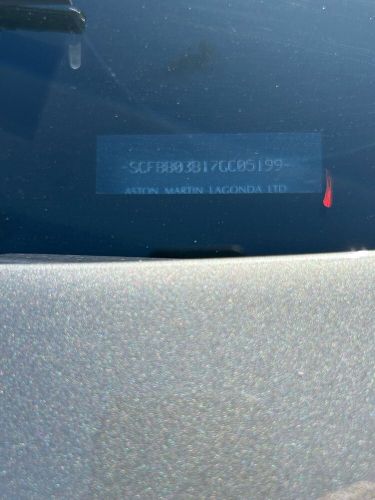 -SCFBB03B17GC05199-
ASTON MARTIN LAGONDA LTD